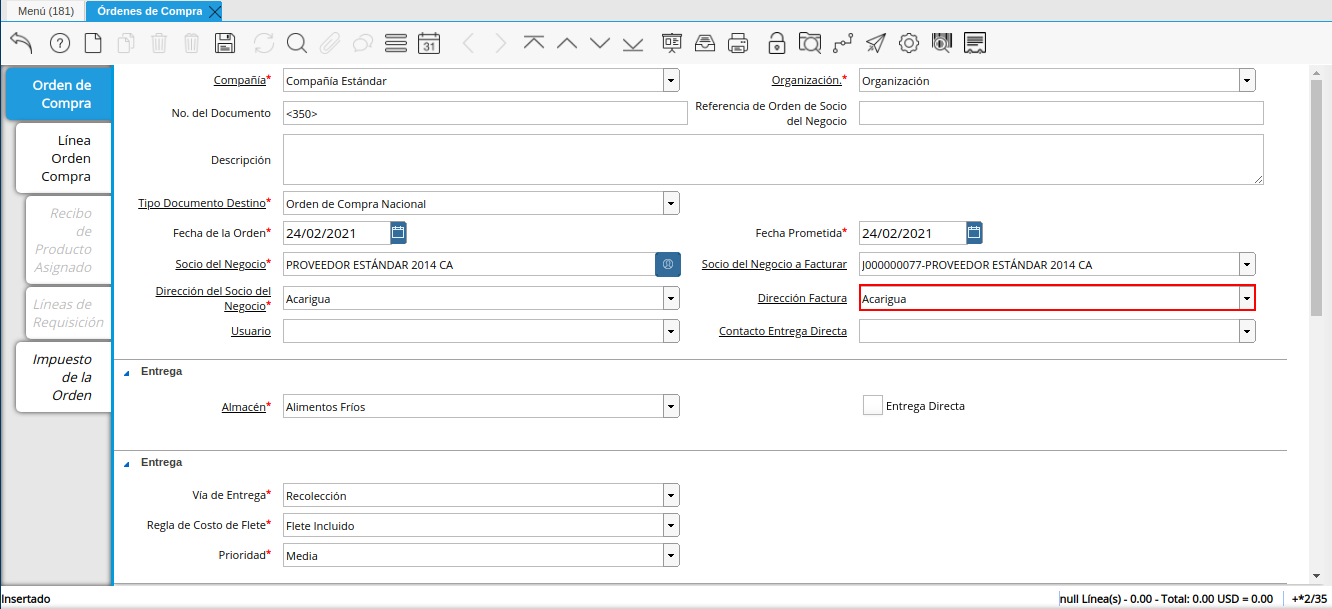 Menú (181)
Órdenes de Compra
31
Orden de
Compra
Línea
Orden
Compra
Recibo
de
Producto
Asignado
Líneas de
Requisición
Impuesto
de la
Orden
Compañía* Compañía Estándar
Organización.* Organización
No. del Documento <350>
Referencia de Orden de Socio
del Negocio
Descripción
Tipo Documento Destino* Orden de Compra Nacional
Fecha de la Orden* 24/02/2021
Fecha Prometida* 24/02/2021
Socio del Negocio* PROVEEDOR ESTÁNDAR 2014 CA
Socio del Negocio a Facturar J000000077-PROVEEDOR ESTÁNDAR 2014 CA
Dirección del Socio del
Negocio* Acarigua
Dirección Factura Acarigua
Usuario
Contacto Entrega Directa
Entrega
Almacén* Alimentos Fríos
Entrega Directa
Entrega
Vía de Entrega* Recolección
Regla de Costo de Flete* Flete Incluido
Prioridad* Media
Insertado
null Línea(s) - 0.00 - Total: 0.00 USD = 0.00
+*2/35